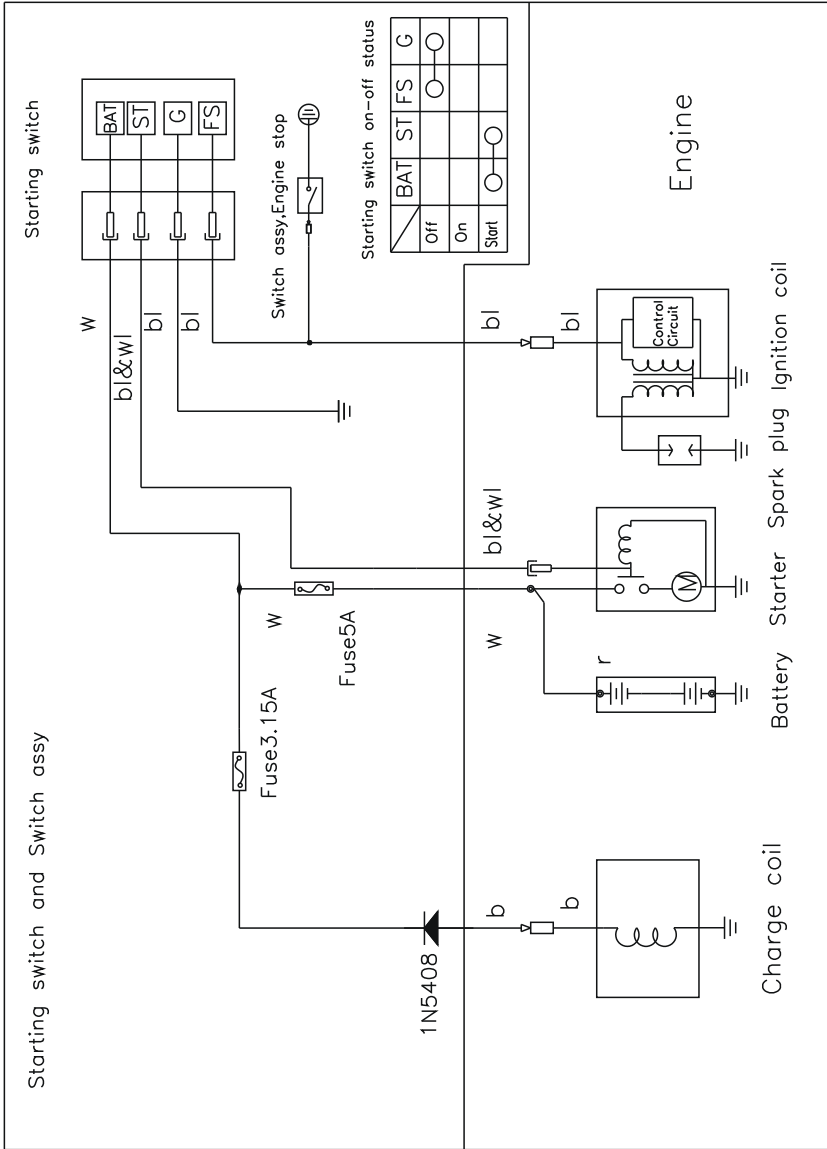 Starting switch and Switch assy
Starting switch
BAT
ST
G
FS
w
bl&wl
bl
bl
Switch assy,Engine stop
Starting switch on-off status
BAT ST FS G
Off
On
Start
Engine
Fuse3.15A
w
Fuse5A
1N5408
b
b
w
bl&wl
bl
bl
r
M
Control
Circuit
Charge coil
Battery
Starter
Spark plug
Ignition coil